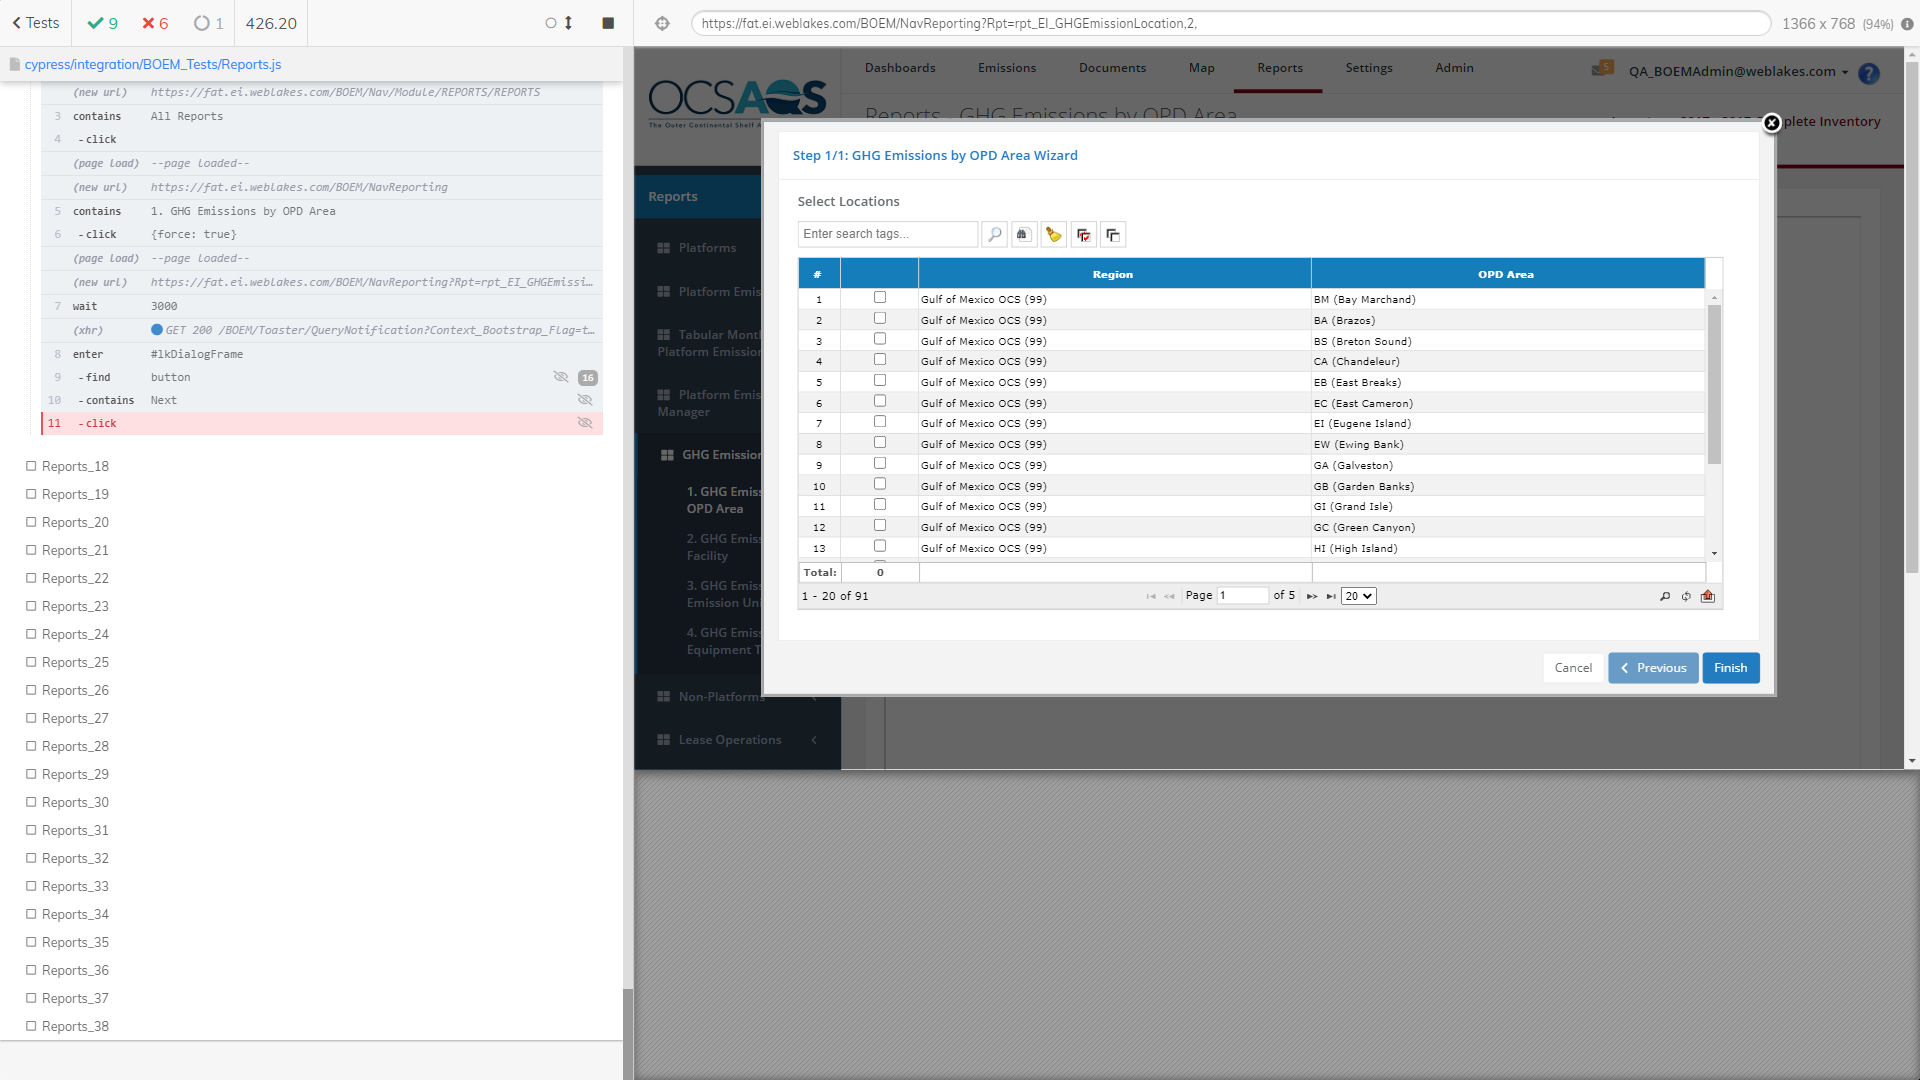 Tests
9
6
1
426.20
https://fat.ei.weblakes.com/BOEM/NavReporting?Rpt=rpt_EI_GHGEmissionLocation,2,
1366 x 768 (94%)
cypress/integration/BOEM_Tests/Reports.js
(new url) https://fat.ei.weblakes.com/BOEM/Nav/Module/REPORTS/REPORTS
3 contains All Reports
4 -click
(page load) --page loaded--
(new url) https://fat.ei.weblakes.com/BOEM/NavReporting
5 contains 1. GHG Emissions by OPD Area
6 -click {force: true}
(page load) --page loaded--
(new url) https://fat.ei.weblakes.com/BOEM/NavReporting?Rpt=rpt_EI_GHGEmissi...
7 wait 3000
(xhr) GET 200 /BOEM/Toaster/QueryNotification?Context_Bootstrap_Flag=t...
8 enter #lkDialogFrame
9 -find button 16
10 -contains Next
11 -click
Reports_18
Reports_19
Reports_20
Reports_21
Reports_22
Reports_23
Reports_24
Reports_25
Reports_26
Reports_27
Reports_28
Reports_29
Reports_30
Reports_31
Reports_32
Reports_33
Reports_34
Reports_35
Reports_36
Reports_37
Reports_38
OCSAQS
The Outer Continental Shelf A
Dashboards Emissions Documents Map Reports Settings Admin
5
QA_BOEMAdmin@weblakes.com
?
Reports - GHG Emissions by OPD Area
plete Inventory
Reports
Platforms
Platform Emis
Tabular Mont
Platform Emission
Platform Emis
Manager
GHG Emission
1. GHG Emiss
OPD Area
2. GHG Emiss
Facility
3. GHG Emiss
Emission Uni
4. GHG Emiss
Equipment T
Non-Platforms
Lease Operations
Step 1/1: GHG Emissions by OPD Area Wizard
Select Locations
Enter search tags...
# Region OPD Area
1 Gulf of Mexico OCS (99) BM (Bay Marchand)
2 Gulf of Mexico OCS (99) BA (Brazos)
3 Gulf of Mexico OCS (99) BS (Breton Sound)
4 Gulf of Mexico OCS (99) CA (Chandeleur)
5 Gulf of Mexico OCS (99) EB (East Breaks)
6 Gulf of Mexico OCS (99) EC (East Cameron)
7 Gulf of Mexico OCS (99) EI (Eugene Island)
8 Gulf of Mexico OCS (99) EW (Ewing Bank)
9 Gulf of Mexico OCS (99) GA (Galveston)
10 Gulf of Mexico OCS (99) GB (Garden Banks)
11 Gulf of Mexico OCS (99) GI (Grand Isle)
12 Gulf of Mexico OCS (99) GC (Green Canyon)
13 Gulf of Mexico OCS (99) HI (High Island)
Total: 0
1 - 20 of 91 Page 1 of 5 20
Cancel Previous Finish